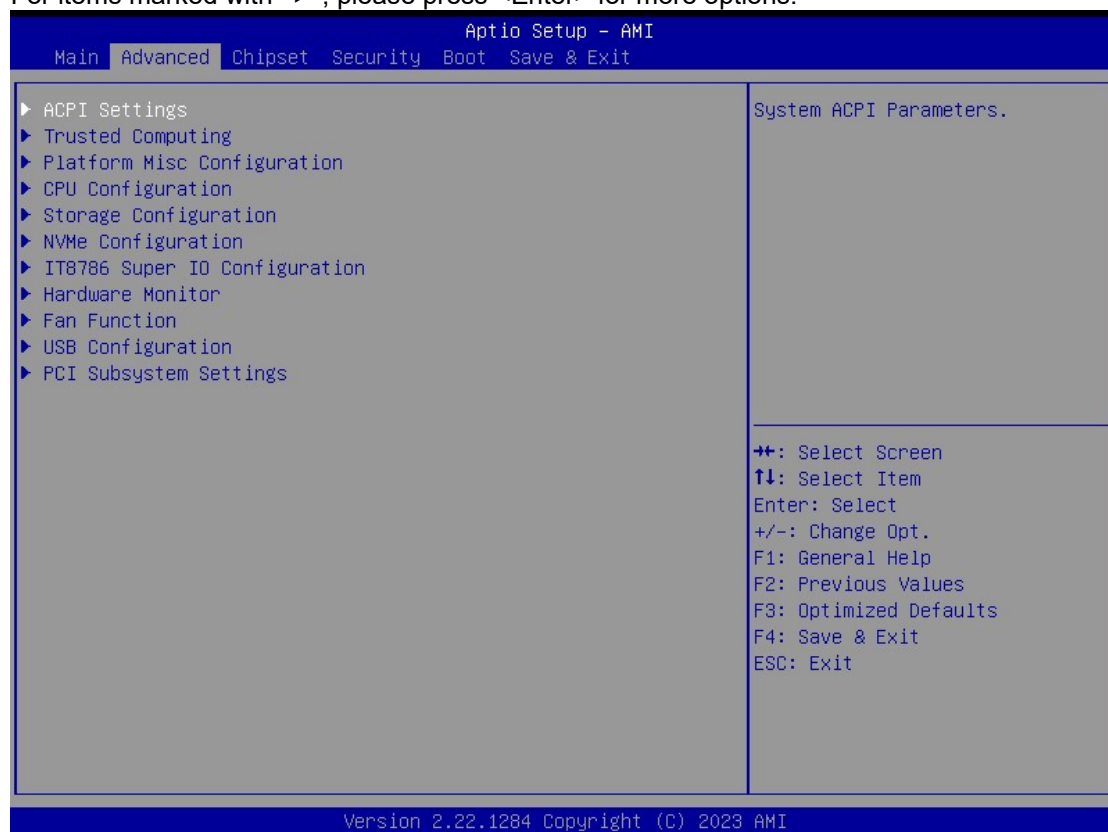 For items marked with "►", please press <Enter> for more options.
Aptio Setup – AMI
Main Advanced Chipset Security Boot Save & Exit
► ACPI Settings
► Trusted Computing
► Platform Misc Configuration
► CPU Configuration
► Storage Configuration
► NVMe Configuration
► IT8786 Super IO Configuration
► Hardware Monitor
► Fan Function
► USB Configuration
► PCI Subsystem Settings
System ACPI Parameters.
→←: Select Screen
↑↓: Select Item
Enter: Select
+/-: Change Opt.
F1: General Help
F2: Previous Values
F3: Optimized Defaults
F4: Save & Exit
ESC: Exit
Version 2.22.1284 Copyright (C) 2023 AMI